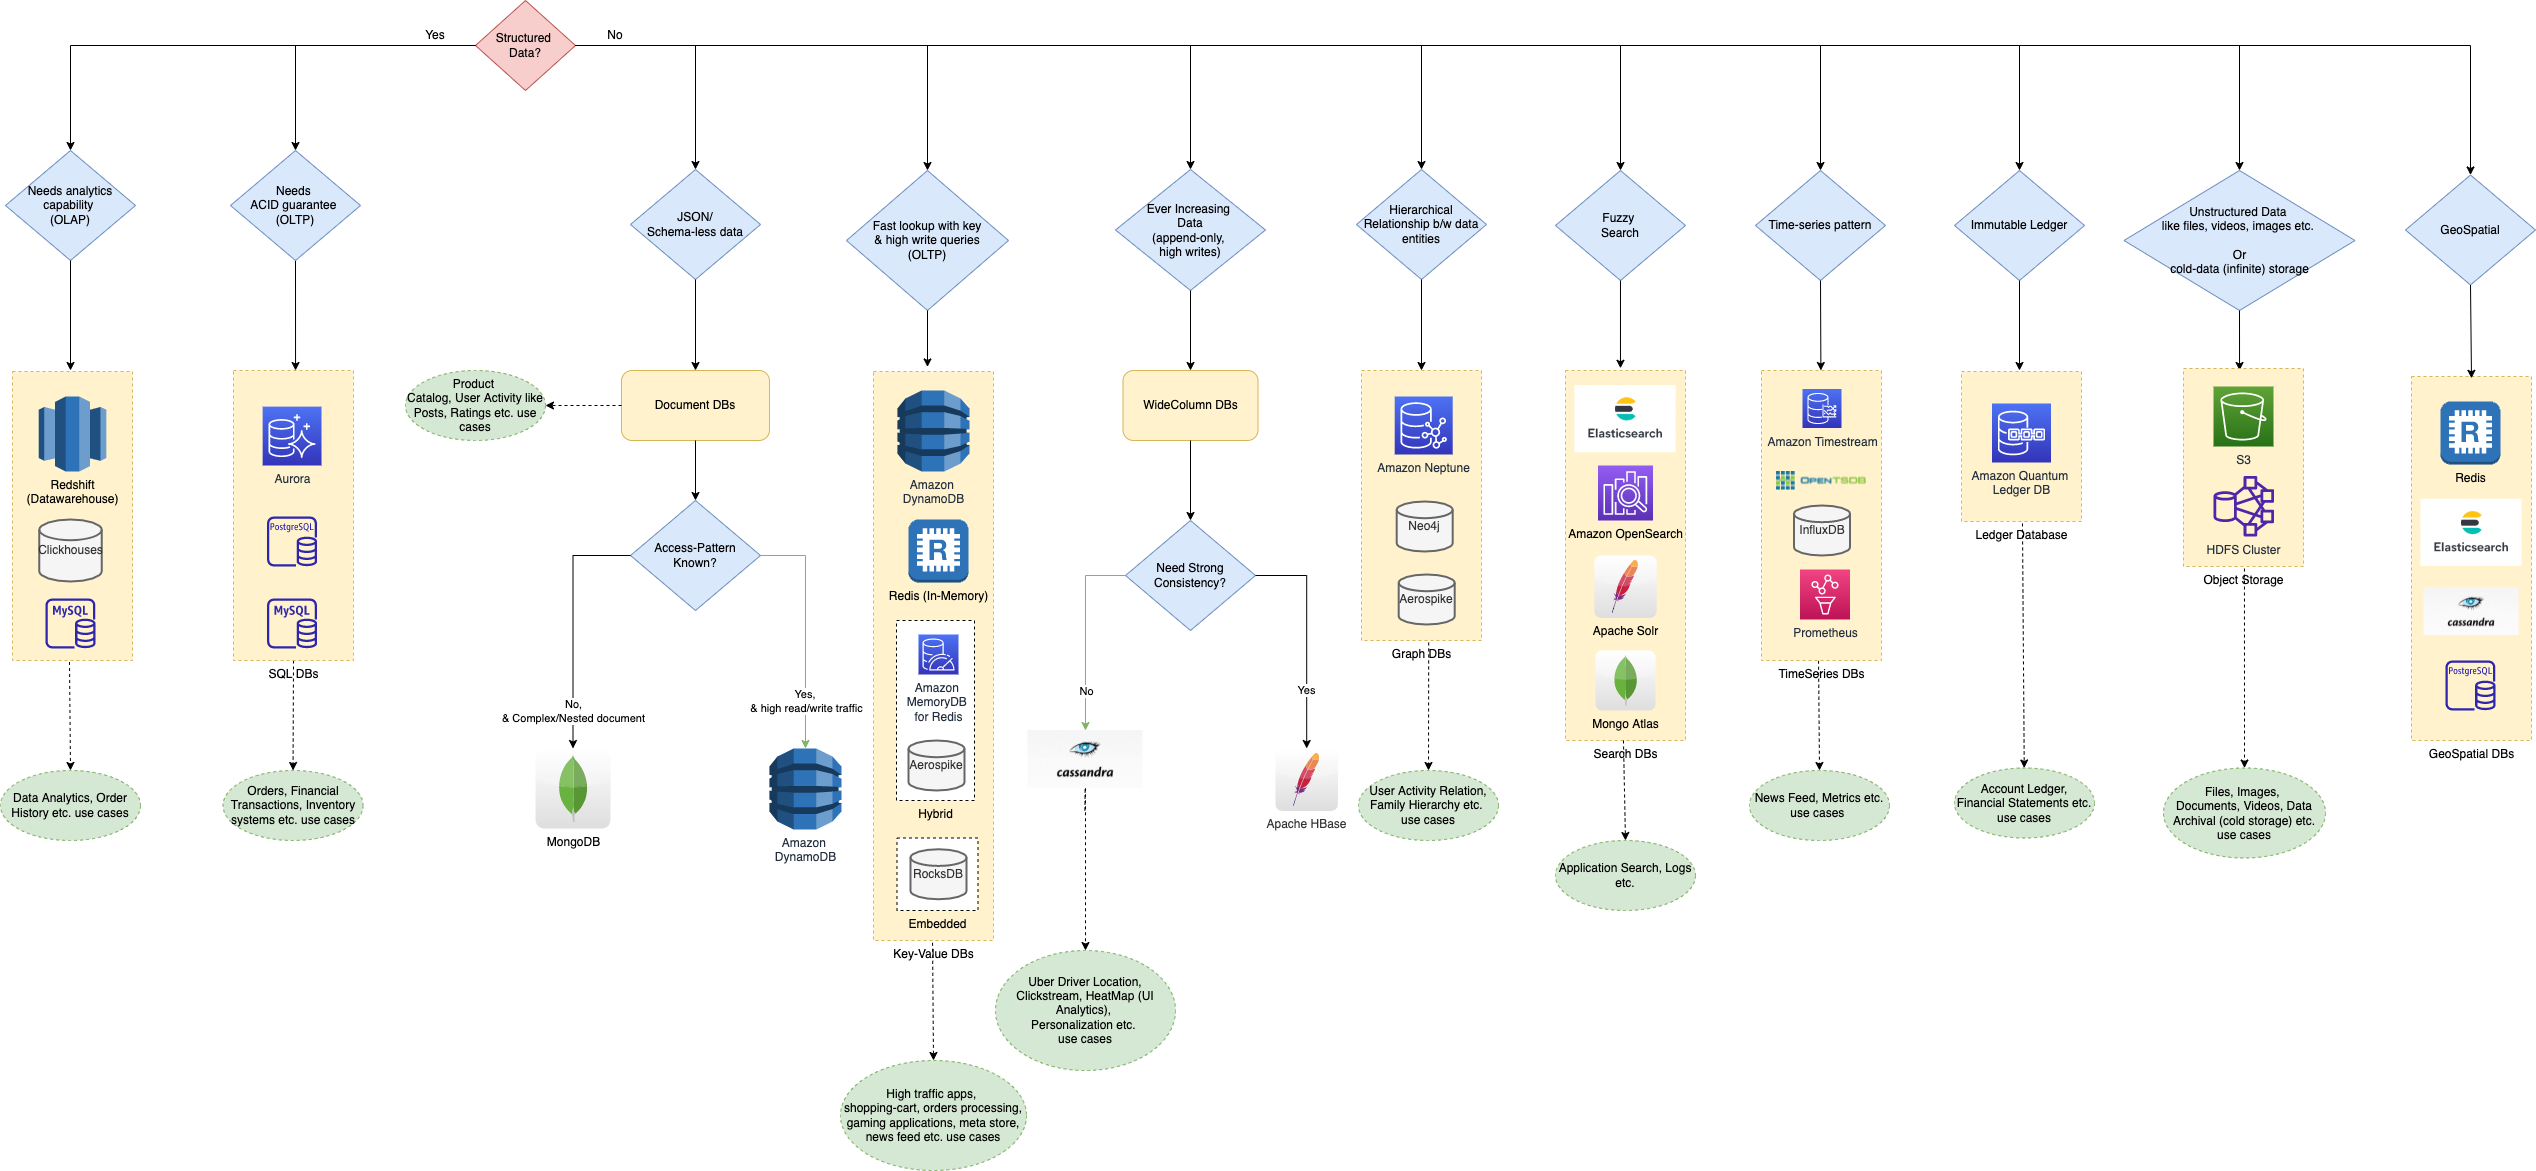 Yes
Structured
Data?
No
Needs analytics
capability
(OLAP)
Needs
ACID guarantee
(OLTP)
JSON/
Schema-less data
Fast lookup with key
& high write queries
(OLTP)
Ever Increasing
Data
(append-only,
high writes)
Hierarchical
Relationship b/w data
entities
Fuzzy
Search
Time-series pattern
Immutable Ledger
Unstructured Data
like files, videos, images etc.
Or
cold-data (infinite) storage
GeoSpatial
Redshift
(Datawarehouse)
Clickhouses
MySQL
Data Analytics, Order
History etc. use cases
Aurora
PostgreSQL
MySQL
SQL DBs
Orders, Financial
Transactions, Inventory
systems etc. use cases
Product
Catalog, User Activity like
Posts, Ratings etc. use
cases
Document DBs
Access-Pattern
Known?
No,
& Complex/Nested document
MongoDB
Yes,
& high read/write traffic
Amazon
DynamoDB
Amazon
DynamoDB
R
Redis (In-Memory)
Amazon
MemoryDB
for Redis
Aerospike
Hybrid
RocksDB
Embedded
Key-Value DBs
High traffic apps,
shopping-cart, orders processing,
gaming applications, meta store,
news feed etc. use cases
WideColumn DBs
Need Strong
Consistency?
No
cassandra
Uber Driver Location,
Clickstream, HeatMap (UI
Analytics),
Personalization etc.
use cases
Yes
Apache HBase
Amazon Neptune
Neo4j
Aerospike
Graph DBs
User Activity Relation,
Family Hierarchy etc.
use cases
Elasticsearch
Amazon OpenSearch
Apache Solr
Mongo Atlas
Search DBs
Application Search, Logs
etc.
Amazon Timestream
OPENTSDB
InfluxDB
Prometheus
TimeSeries DBs
News Feed, Metrics etc.
use cases
Amazon Quantum
Ledger DB
Ledger Database
Account Ledger,
Financial Statements etc.
use cases
S3
HDFS Cluster
Object Storage
Files, Images,
Documents, Videos, Data
Archival (cold storage) etc.
use cases
R
Redis
Elasticsearch
cassandra
PostgreSQL
GeoSpatial DBs